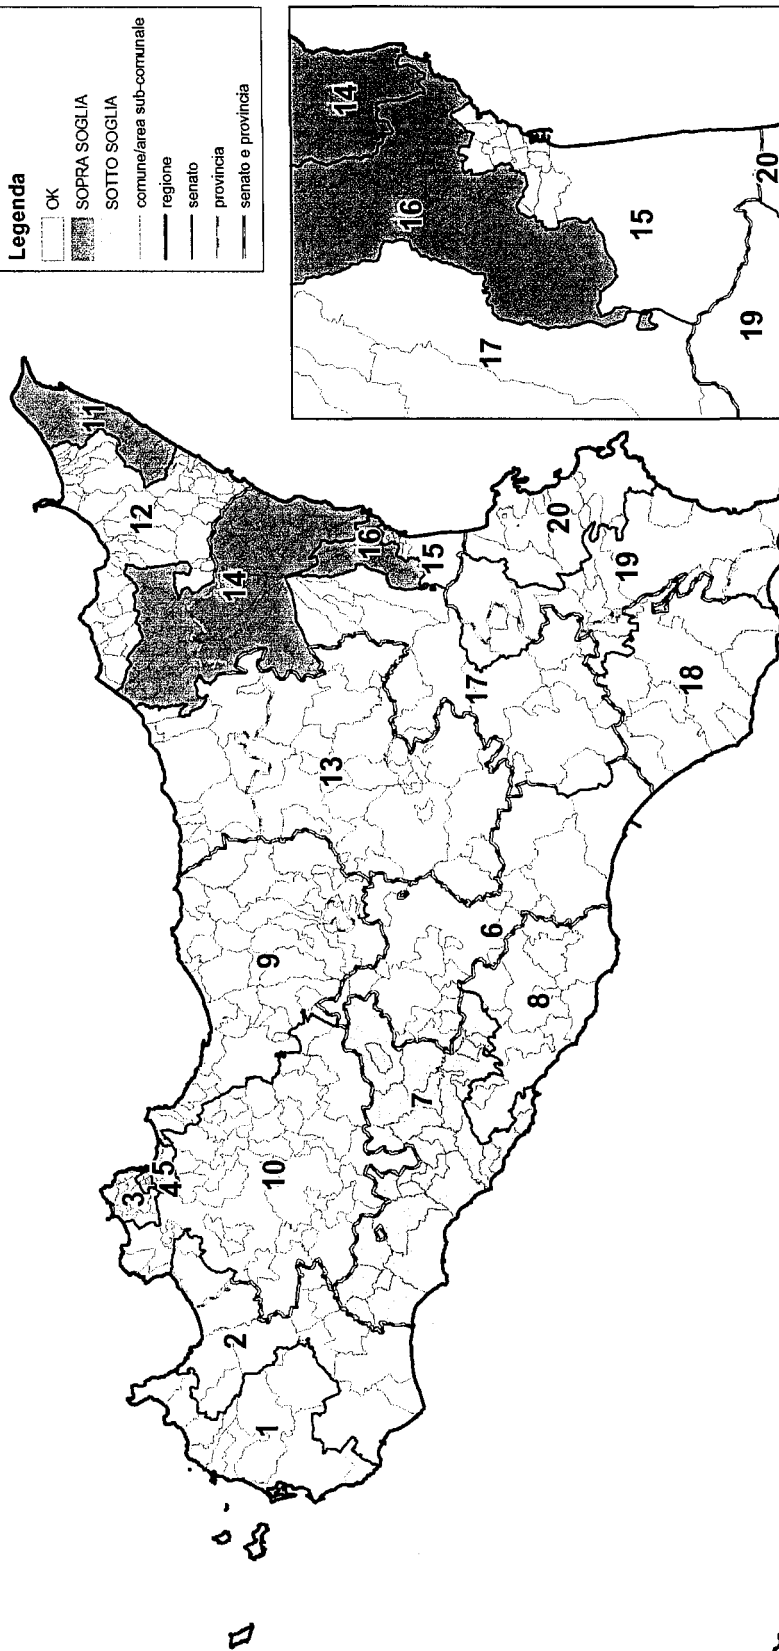 Legenda
OK
SOPRA SOGLIA
SOTTO SOGLIA
comune/area sub-comunale
regione
senato
provincia
senato e provincia
14
16
17
15
19
20
11
12
14
16
15
20
19
17
18
13
9
6
8
7
10
3
4
5
2
1